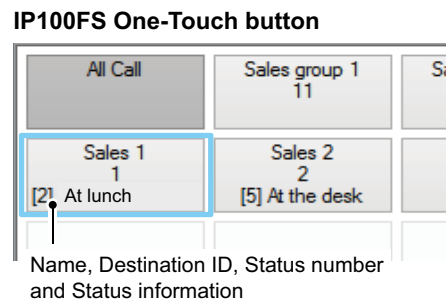 IP100FS One-Touch button
All Call
Sales group 1
11
Sa
Sales 1
1
[2] At lunch
Sales 2
2
[5] At the desk
Name, Destination ID, Status number
and Status information